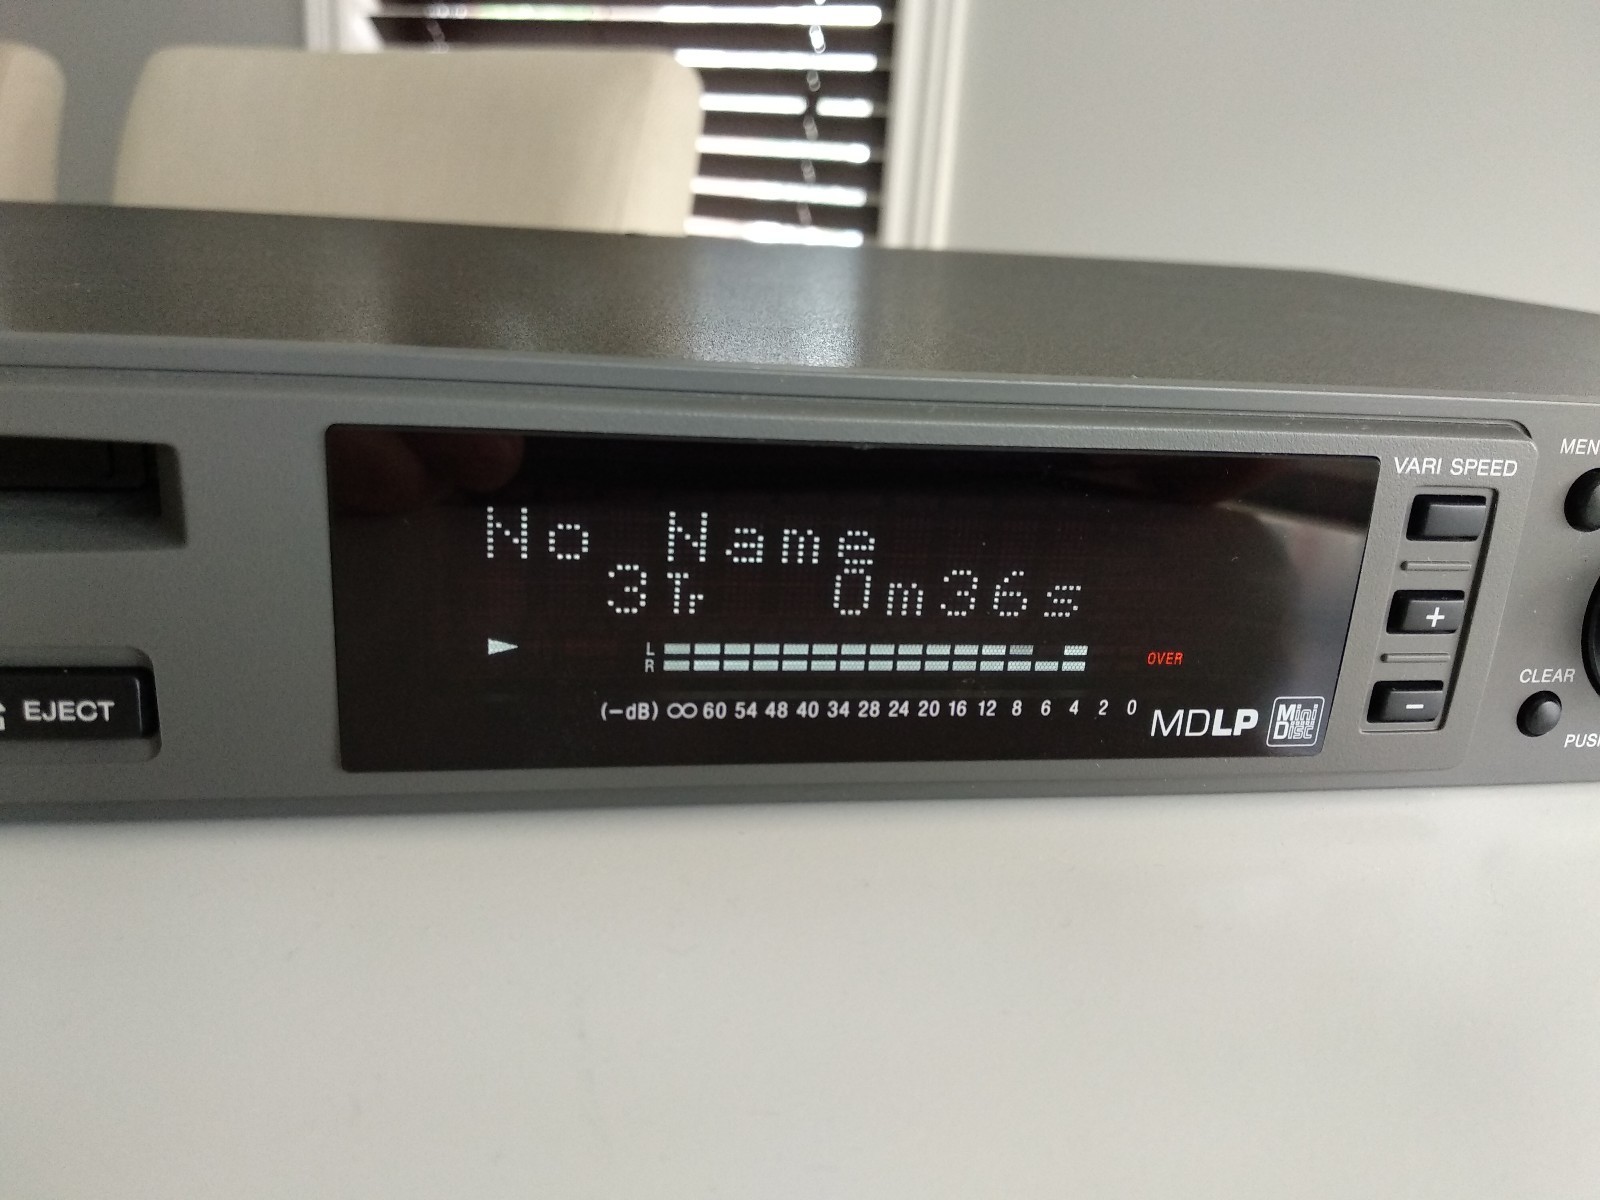 No Name
3Tr 0m36s
L
R
OVER
(-dB) ∞ 60 54 48 40 34 28 24 20 16 12 8 6 4 2 0
MDLP
Mini Disc
EJECT
VARI SPEED
+
-
MEN
CLEAR
PUS